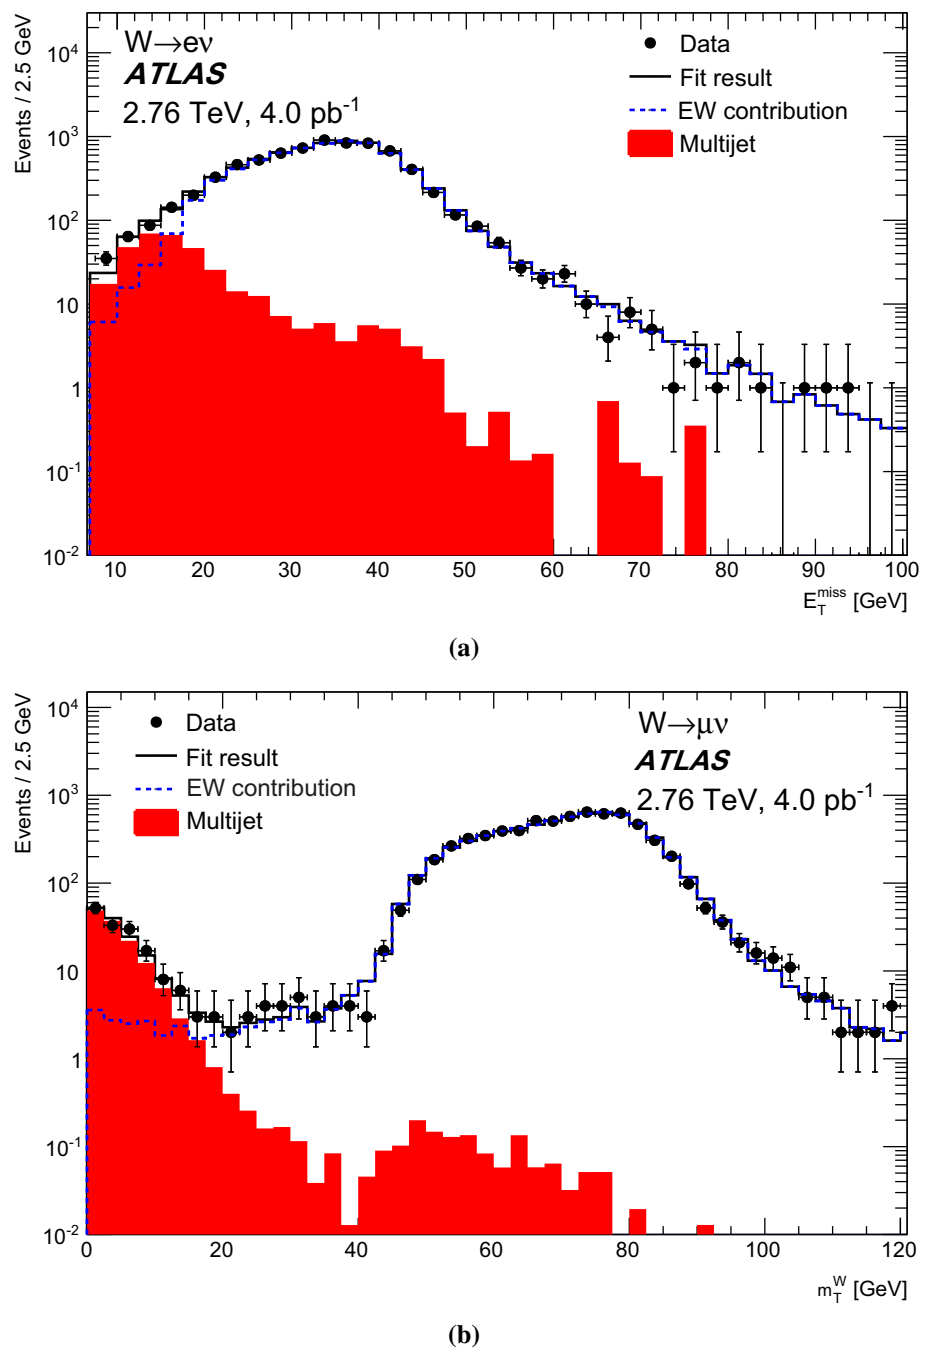 Events / 2.5 GeV
10⁴
10³
10²
10
1
10⁻¹
10⁻²
W→eν
ATLAS
2.76 TeV, 4.0 pb⁻¹
Data
Fit result
EW contribution
Multijet
10 20 30 40 50 60 70 80 90 100
E_T^miss [GeV]
(a)
Events / 2.5 GeV
10⁴
10³
10²
10
1
10⁻¹
10⁻²
Data
Fit result
EW contribution
Multijet
W→μν
ATLAS
2.76 TeV, 4.0 pb⁻¹
0 20 40 60 80 100 120
m_T^W [GeV]
(b)